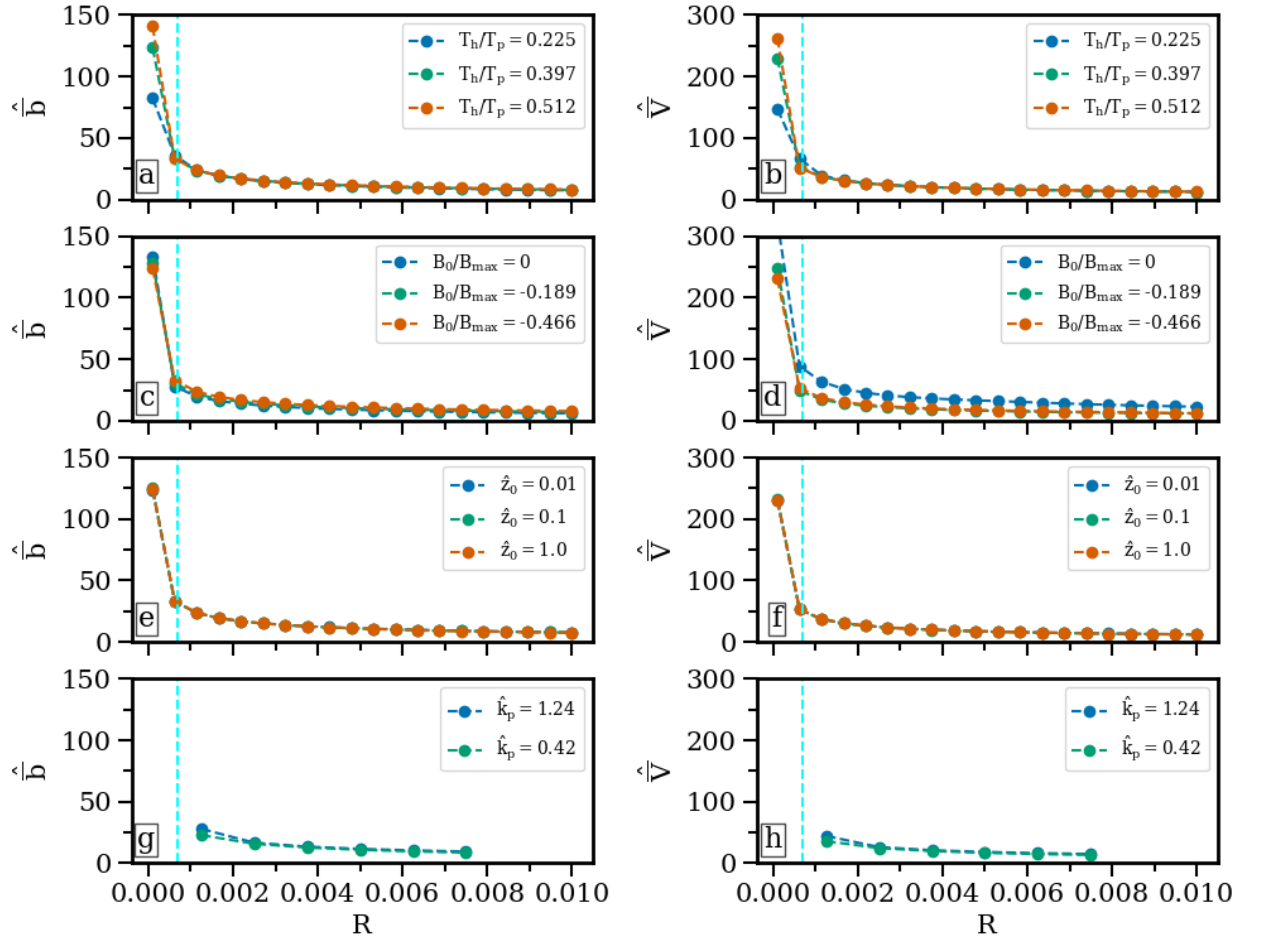 150
100
50
0
b̂̅
a
T_h/T_p = 0.225
T_h/T_p = 0.397
T_h/T_p = 0.512
300
200
100
0
V̂̅
b
T_h/T_p = 0.225
T_h/T_p = 0.397
T_h/T_p = 0.512
150
100
50
0
b̂̅
c
B_0/B_max = 0
B_0/B_max = -0.189
B_0/B_max = -0.466
300
200
100
0
V̂̅
d
B_0/B_max = 0
B_0/B_max = -0.189
B_0/B_max = -0.466
150
100
50
0
b̂̅
e
ẑ_0 = 0.01
ẑ_0 = 0.1
ẑ_0 = 1.0
300
200
100
0
V̂̅
f
ẑ_0 = 0.01
ẑ_0 = 0.1
ẑ_0 = 1.0
150
100
50
0
b̂̅
g
k̂_p = 1.24
k̂_p = 0.42
0.000 0.002 0.004 0.006 0.008 0.010
R
300
200
100
0
V̂̅
h
k̂_p = 1.24
k̂_p = 0.42
0.000 0.002 0.004 0.006 0.008 0.010
R